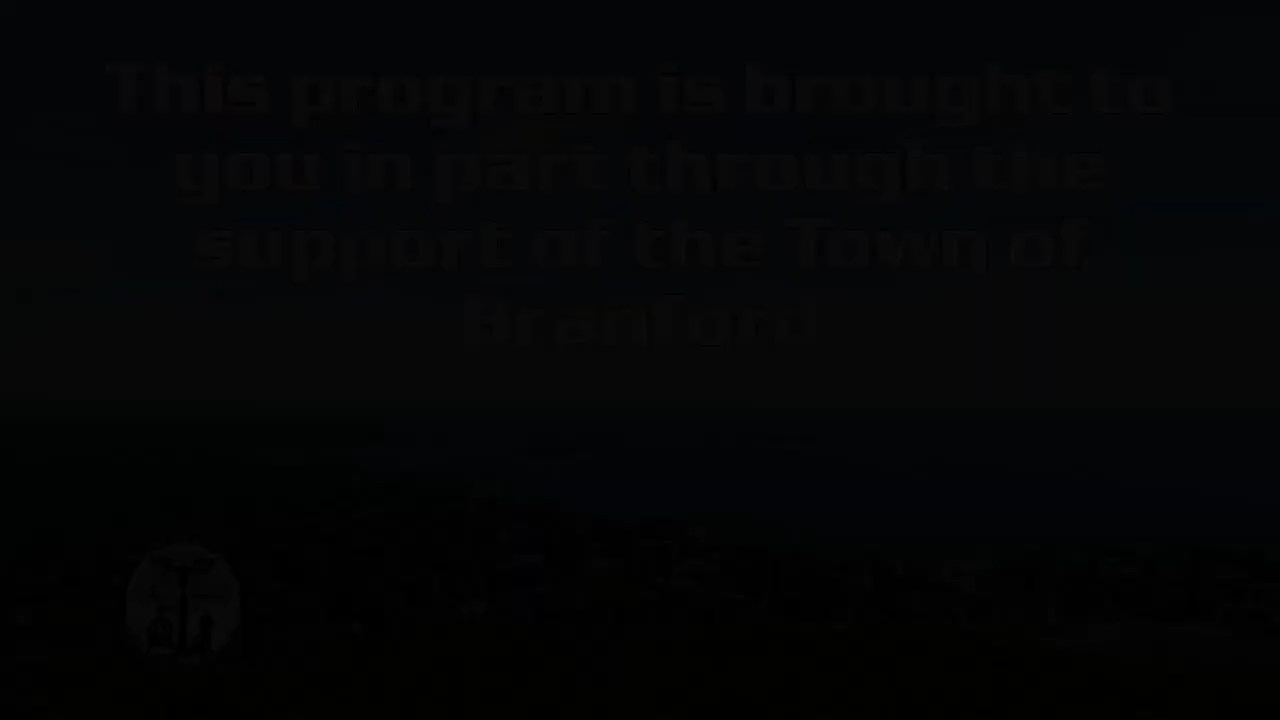 This program is brought to
you in part through the
support of the Town of
Branford